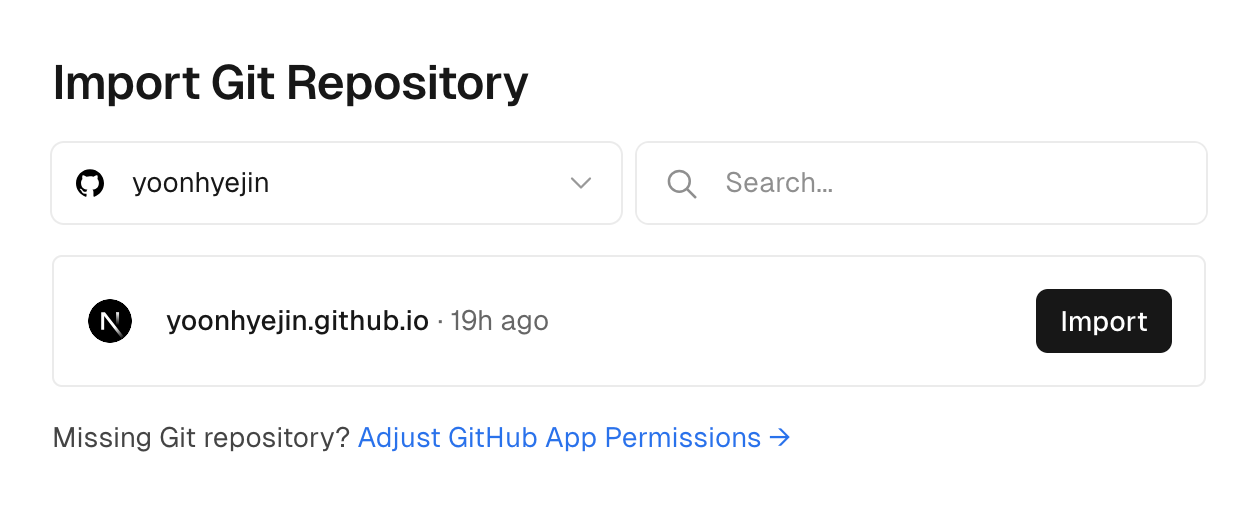 Import Git Repository
yoonhyejin
Search...
yoonhyejin.github.io · 19h ago
Import
Missing Git repository? Adjust GitHub App Permissions →